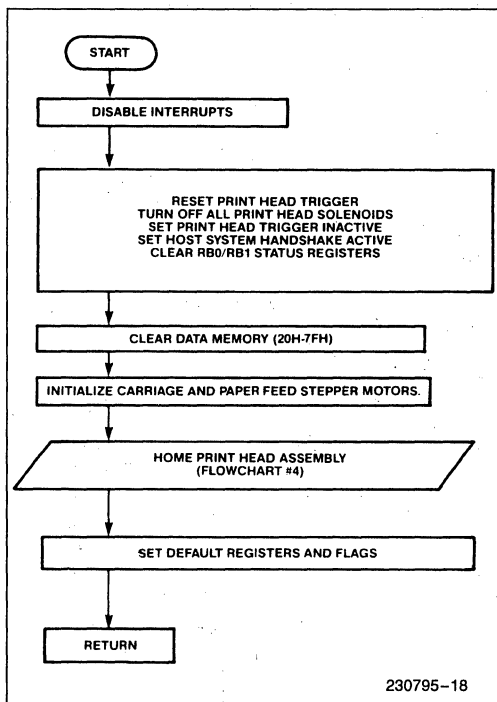 START
DISABLE INTERRUPTS
RESET PRINT HEAD TRIGGER
TURN OFF ALL PRINT HEAD SOLENOIDS
SET PRINT HEAD TRIGGER INACTIVE
SET HOST SYSTEM HANDSHAKE ACTIVE
CLEAR RB0/RB1 STATUS REGISTERS
CLEAR DATA MEMORY (20H-7FH)
INITIALIZE CARRIAGE AND PAPER FEED STEPPER MOTORS.
HOME PRINT HEAD ASSEMBLY
(FLOWCHART #4)
SET DEFAULT REGISTERS AND FLAGS
RETURN
230795–18